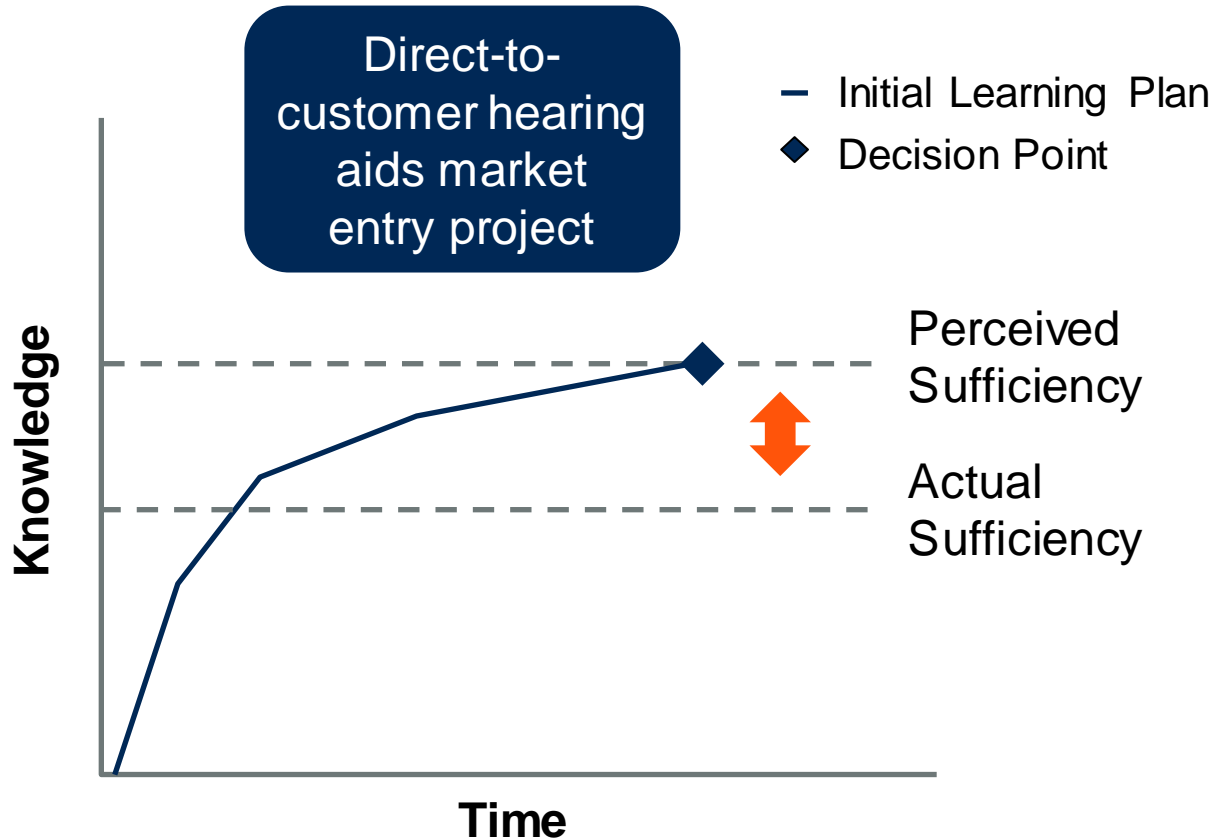 Direct-to-
customer hearing
aids market
entry project
Initial Learning Plan
Decision Point
Knowledge
Perceived
Sufficiency
Actual
Sufficiency
Time